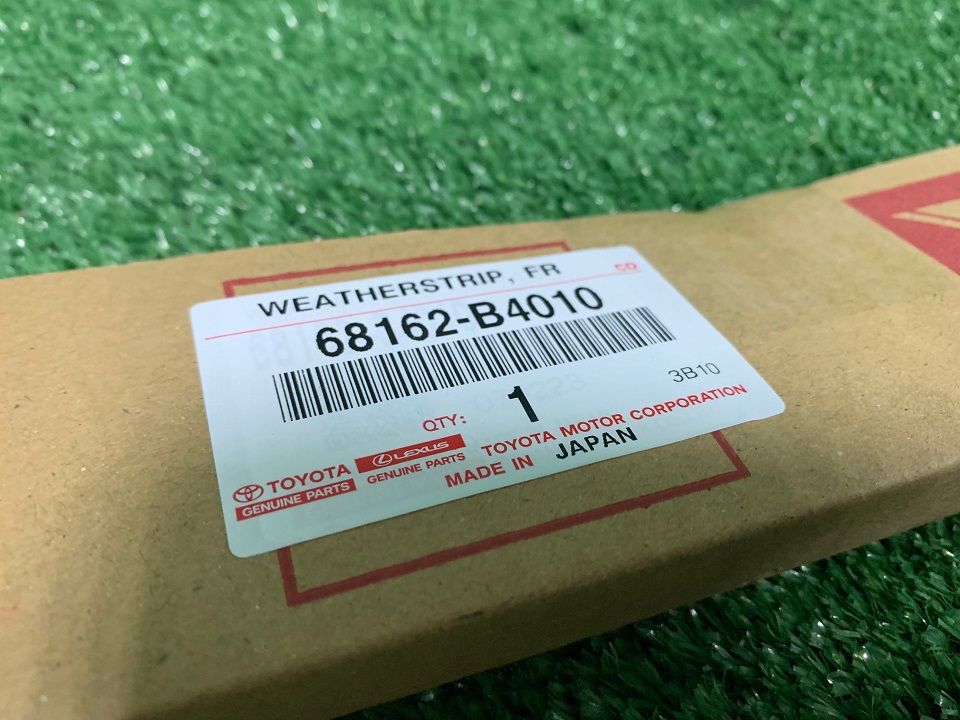 WEATHERSTRIP, FR
CD
68162-B4010
QTY: 1
3B10
TOYOTA
GENUINE PARTS
LEXUS
GENUINE PARTS
TOYOTA MOTOR CORPORATION
MADE IN JAPAN